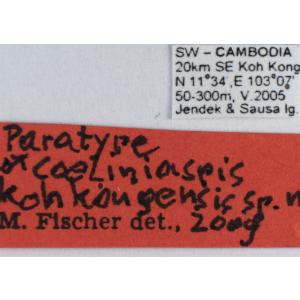 SW – CAMBODIA
20km SE Koh Kong
N 11°34',E 103°07'
50-300m, V.2005
Jendek & Sausa lg.
Paratype
♂ Coeliniaspis
kohkongensis sp. n
M. Fischer det., 2009